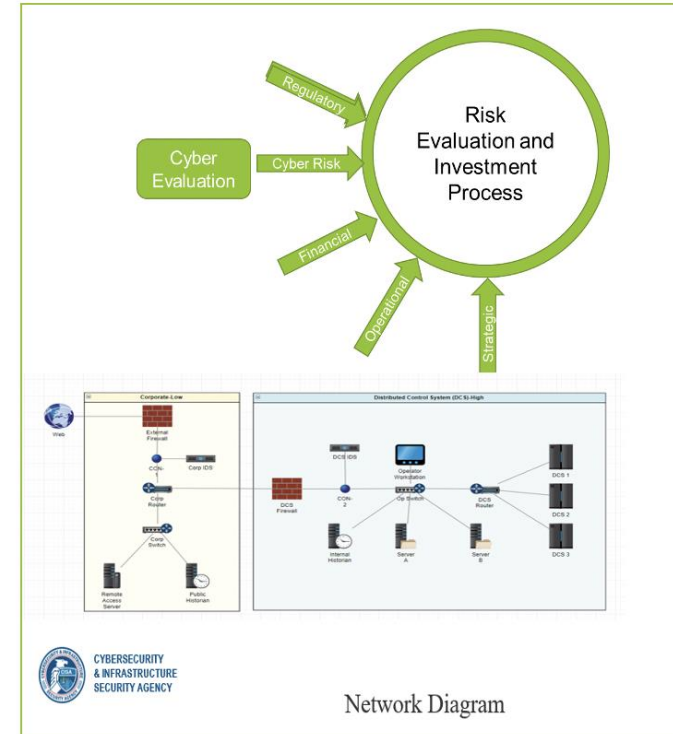 Regulatory
Risk
Evaluation and
Investment
Process
Cyber
Evaluation
Cyber Risk
Financial
Operational
Strategic
Corporate-Low
Distributed Control System (DCS)-High
Web
External
Firewall
CON-
1
Corp IDS
Corp
Router
Corp
Switch
Remote
Access
Server
Public
Historian
DCS
Firewall
DCS IDS
CON-
2
Operator
Workstation
Op Switch
DCS
Router
DCS 1
DCS 2
DCS 3
Internal
Historian
Server
A
Server
B
CYBERSECURITY
& INFRASTRUCTURE
SECURITY AGENCY
Network Diagram